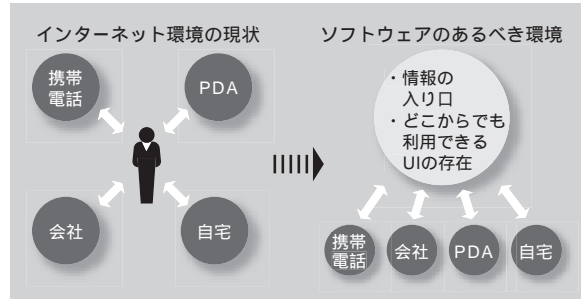 インターネット環境の現状
携帯
電話
PDA
会社
自宅
ソフトウェアのあるべき環境
・情報の
入り口
・どこからでも
利用できる
UIの存在
携帯
電話
会社
PDA
自宅